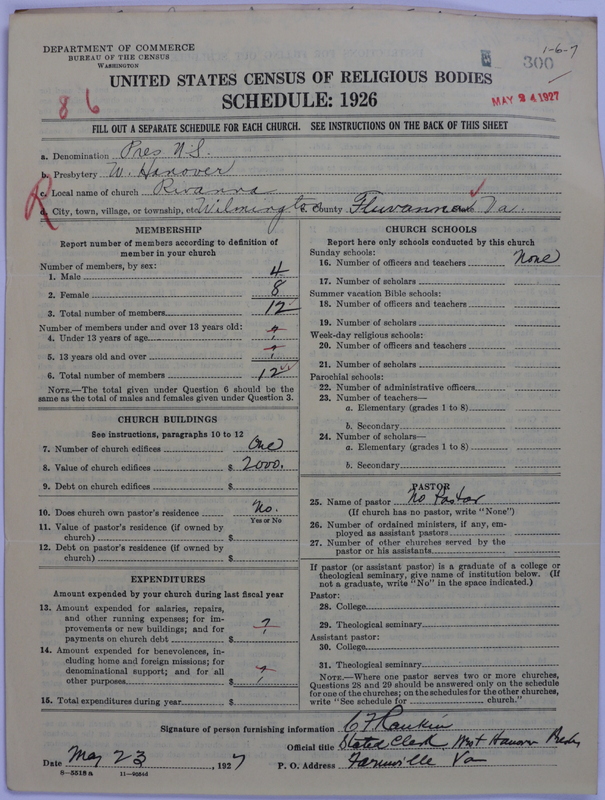 1-6-7
DEPARTMENT OF COMMERCE
BUREAU OF THE CENSUS
WASHINGTON
300
86
UNITED STATES CENSUS OF RELIGIOUS BODIES
SCHEDULE: 1926
MAY 24 1927
FILL OUT A SEPARATE SCHEDULE FOR EACH CHURCH. SEE INSTRUCTIONS ON THE BACK OF THIS SHEET
a. Denomination Pres U.S.
b. Presbytery W. Hanover
R c. Local name of church Rivanna
d. City, town, village, or township, etc. Wilmington e. County Fluvanna Va.
MEMBERSHIP
Report number of members according to definition of
member in your church
Number of members, by sex:
1. Male 4
2. Female 8
3. Total number of members 12
Number of members under and over 13 years old:
4. Under 13 years of age ?
5. 13 years old and over ?
6. Total number of members 12
NOTE.—The total given under Question 6 should be the
same as the total of males and females given under Question 3.
CHURCH BUILDINGS
See instructions, paragraphs 10 to 12
7. Number of church edifices One
8. Value of church edifices $ 2000.
9. Debt on church edifices $
10. Does church own pastor's residence No.
Yes or No
11. Value of pastor's residence (if owned by
church) $
12. Debt on pastor's residence (if owned by
church) $
EXPENDITURES
Amount expended by your church during last fiscal year
13. Amount expended for salaries, repairs,
and other running expenses; for im-
provements or new buildings; and for
payments on church debt $ ?
14. Amount expended for benevolences, in-
cluding home and foreign missions; for
denominational support; and for all
other purposes $ ?
15. Total expenditures during year $
CHURCH SCHOOLS
Report here only schools conducted by this church
Sunday schools:
16. Number of officers and teachers None
17. Number of scholars
Summer vacation Bible schools:
18. Number of officers and teachers
19. Number of scholars
Week-day religious schools:
20. Number of officers and teachers
21. Number of scholars
Parochial schools:
22. Number of administrative officers
23. Number of teachers—
a. Elementary (grades 1 to 8)
b. Secondary
24. Number of scholars—
a. Elementary (grades 1 to 8)
b. Secondary
PASTOR
25. Name of pastor No Pastor
(If church has no pastor, write "None")
26. Number of ordained ministers, if any, em-
ployed as assistant pastors
27. Number of other churches served by the
pastor or his assistants
If pastor (or assistant pastor) is a graduate of a college or
theological seminary, give name of institution below. (If
not a graduate, write "No" in the space indicated.)
Pastor:
28. College
29. Theological seminary
Assistant pastor:
30. College
31. Theological seminary
NOTE.—Where one pastor serves two or more churches,
Questions 28 and 29 should be answered only on the schedule
for one of the churches; on the schedules for the other churches,
write "See schedule for church."
Signature of person furnishing information C F Rankin
Official title Stated Clerk West Hanover Presby
Date May 23, 1927 P. O. Address Farmville Va
8—5518a 11—9054d